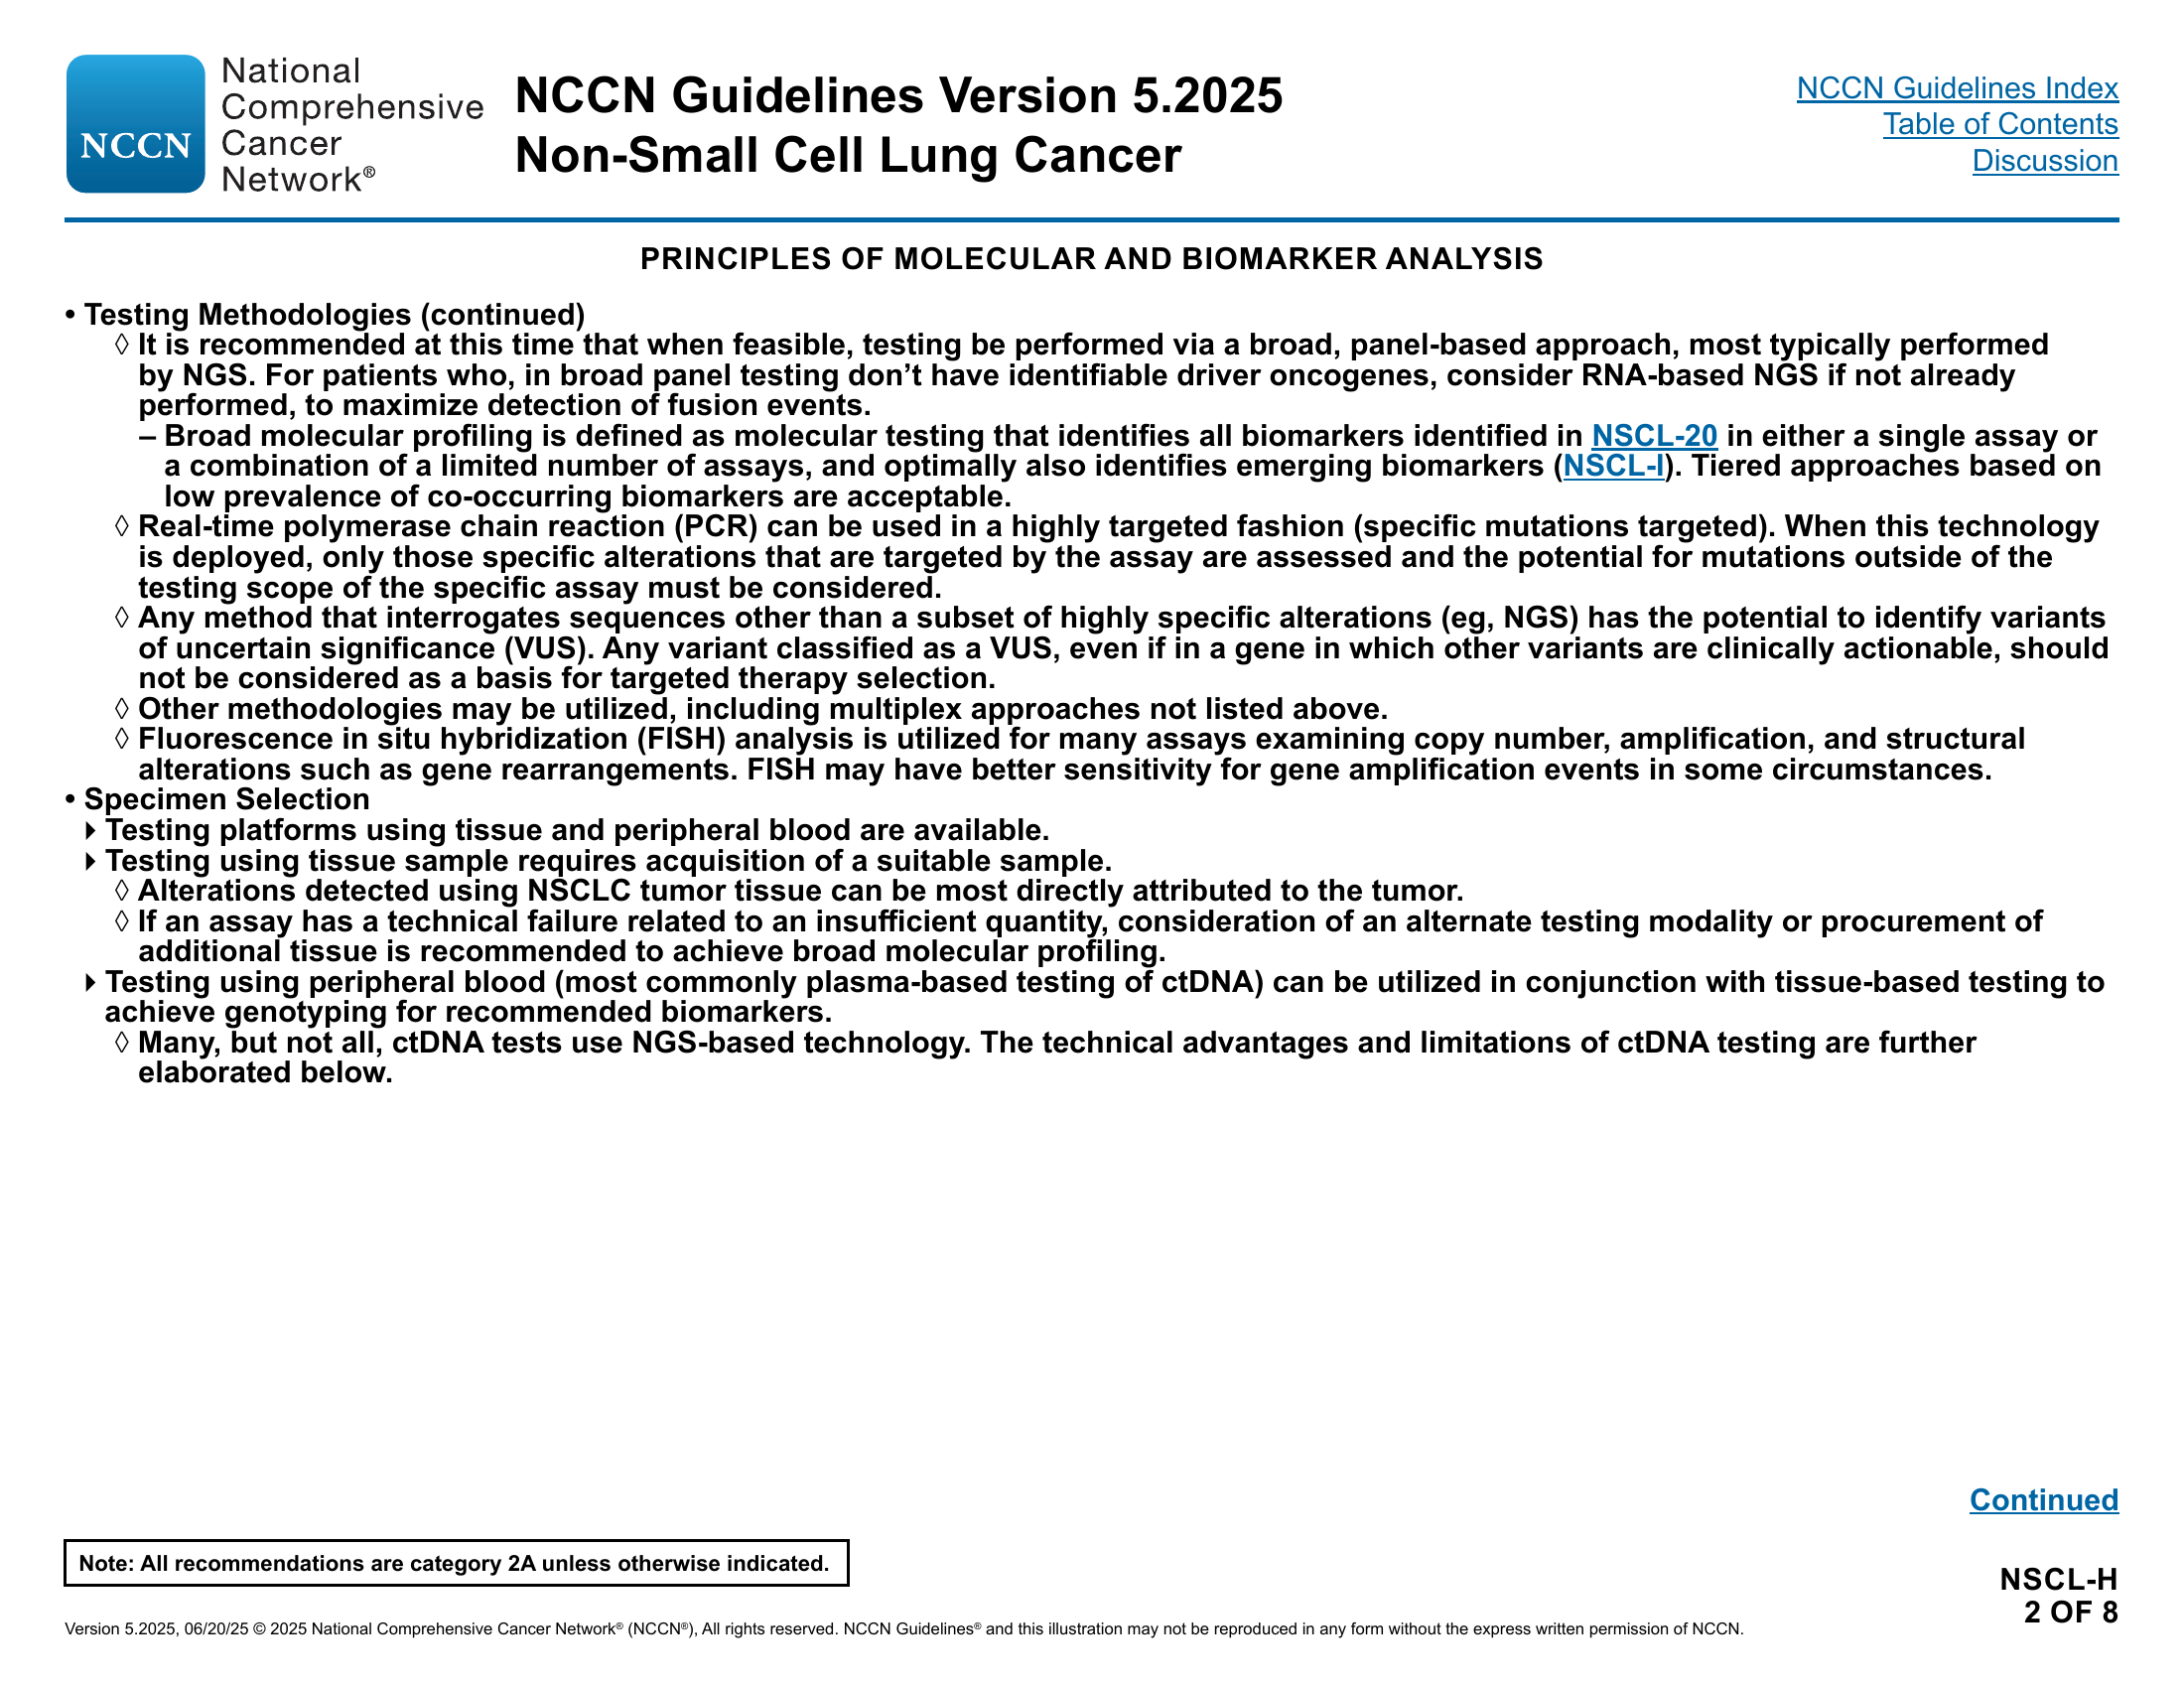 NCCN
National
Comprehensive
Cancer
Network®
NCCN Guidelines Version 5.2025
Non-Small Cell Lung Cancer
NCCN Guidelines Index
Table of Contents
Discussion
PRINCIPLES OF MOLECULAR AND BIOMARKER ANALYSIS
• Testing Methodologies (continued)
◊ It is recommended at this time that when feasible, testing be performed via a broad, panel-based approach, most typically performed
by NGS. For patients who, in broad panel testing don’t have identifiable driver oncogenes, consider RNA-based NGS if not already
performed, to maximize detection of fusion events.
– Broad molecular profiling is defined as molecular testing that identifies all biomarkers identified in NSCL-20 in either a single assay or
a combination of a limited number of assays, and optimally also identifies emerging biomarkers (NSCL-I). Tiered approaches based on
low prevalence of co-occurring biomarkers are acceptable.
◊ Real-time polymerase chain reaction (PCR) can be used in a highly targeted fashion (specific mutations targeted). When this technology
is deployed, only those specific alterations that are targeted by the assay are assessed and the potential for mutations outside of the
testing scope of the specific assay must be considered.
◊ Any method that interrogates sequences other than a subset of highly specific alterations (eg, NGS) has the potential to identify variants
of uncertain significance (VUS). Any variant classified as a VUS, even if in a gene in which other variants are clinically actionable, should
not be considered as a basis for targeted therapy selection.
◊ Other methodologies may be utilized, including multiplex approaches not listed above.
◊ Fluorescence in situ hybridization (FISH) analysis is utilized for many assays examining copy number, amplification, and structural
alterations such as gene rearrangements. FISH may have better sensitivity for gene amplification events in some circumstances.
• Specimen Selection
▸ Testing platforms using tissue and peripheral blood are available.
▸ Testing using tissue sample requires acquisition of a suitable sample.
◊ Alterations detected using NSCLC tumor tissue can be most directly attributed to the tumor.
◊ If an assay has a technical failure related to an insufficient quantity, consideration of an alternate testing modality or procurement of
additional tissue is recommended to achieve broad molecular profiling.
▸ Testing using peripheral blood (most commonly plasma-based testing of ctDNA) can be utilized in conjunction with tissue-based testing to
achieve genotyping for recommended biomarkers.
◊ Many, but not all, ctDNA tests use NGS-based technology. The technical advantages and limitations of ctDNA testing are further
elaborated below.
Continued
Note: All recommendations are category 2A unless otherwise indicated.
NSCL-H
2 OF 8
Version 5.2025, 06/20/25 © 2025 National Comprehensive Cancer Network® (NCCN®), All rights reserved. NCCN Guidelines® and this illustration may not be reproduced in any form without the express written permission of NCCN.